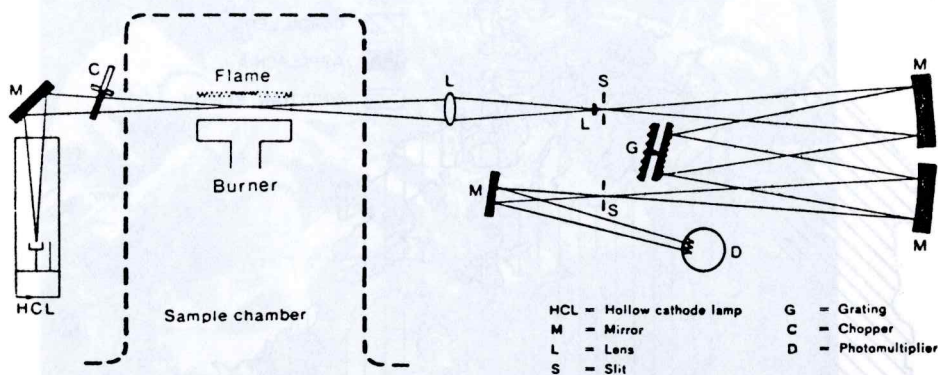 C
M
Flame
L
S
M
L
G
Burner
M
S
M
D
HCL
Sample chamber
HCL = Hollow cathode lamp
M = Mirror
L = Lens
S = Slit
G = Grating
C = Chopper
D = Photomultiplier